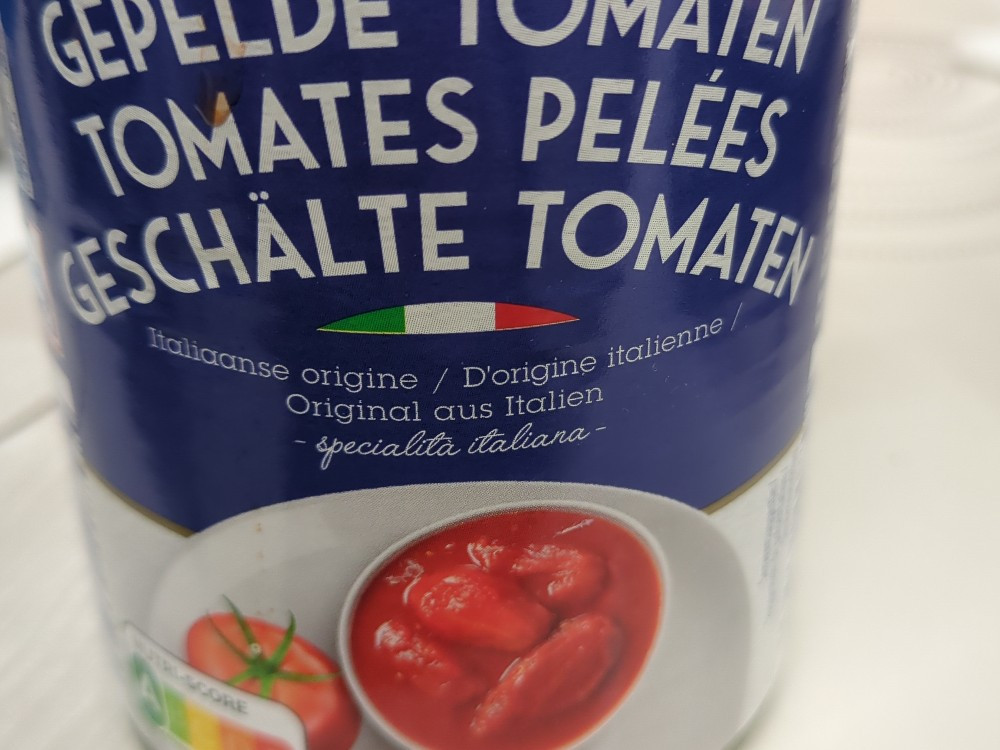 GEPELDE TOMATEN
TOMATES PELÉES
GESCHÄLTE TOMATEN
Italiaanse origine / D'origine italienne /
Original aus Italien
- specialità italiana -
NUTRI-SCORE
A